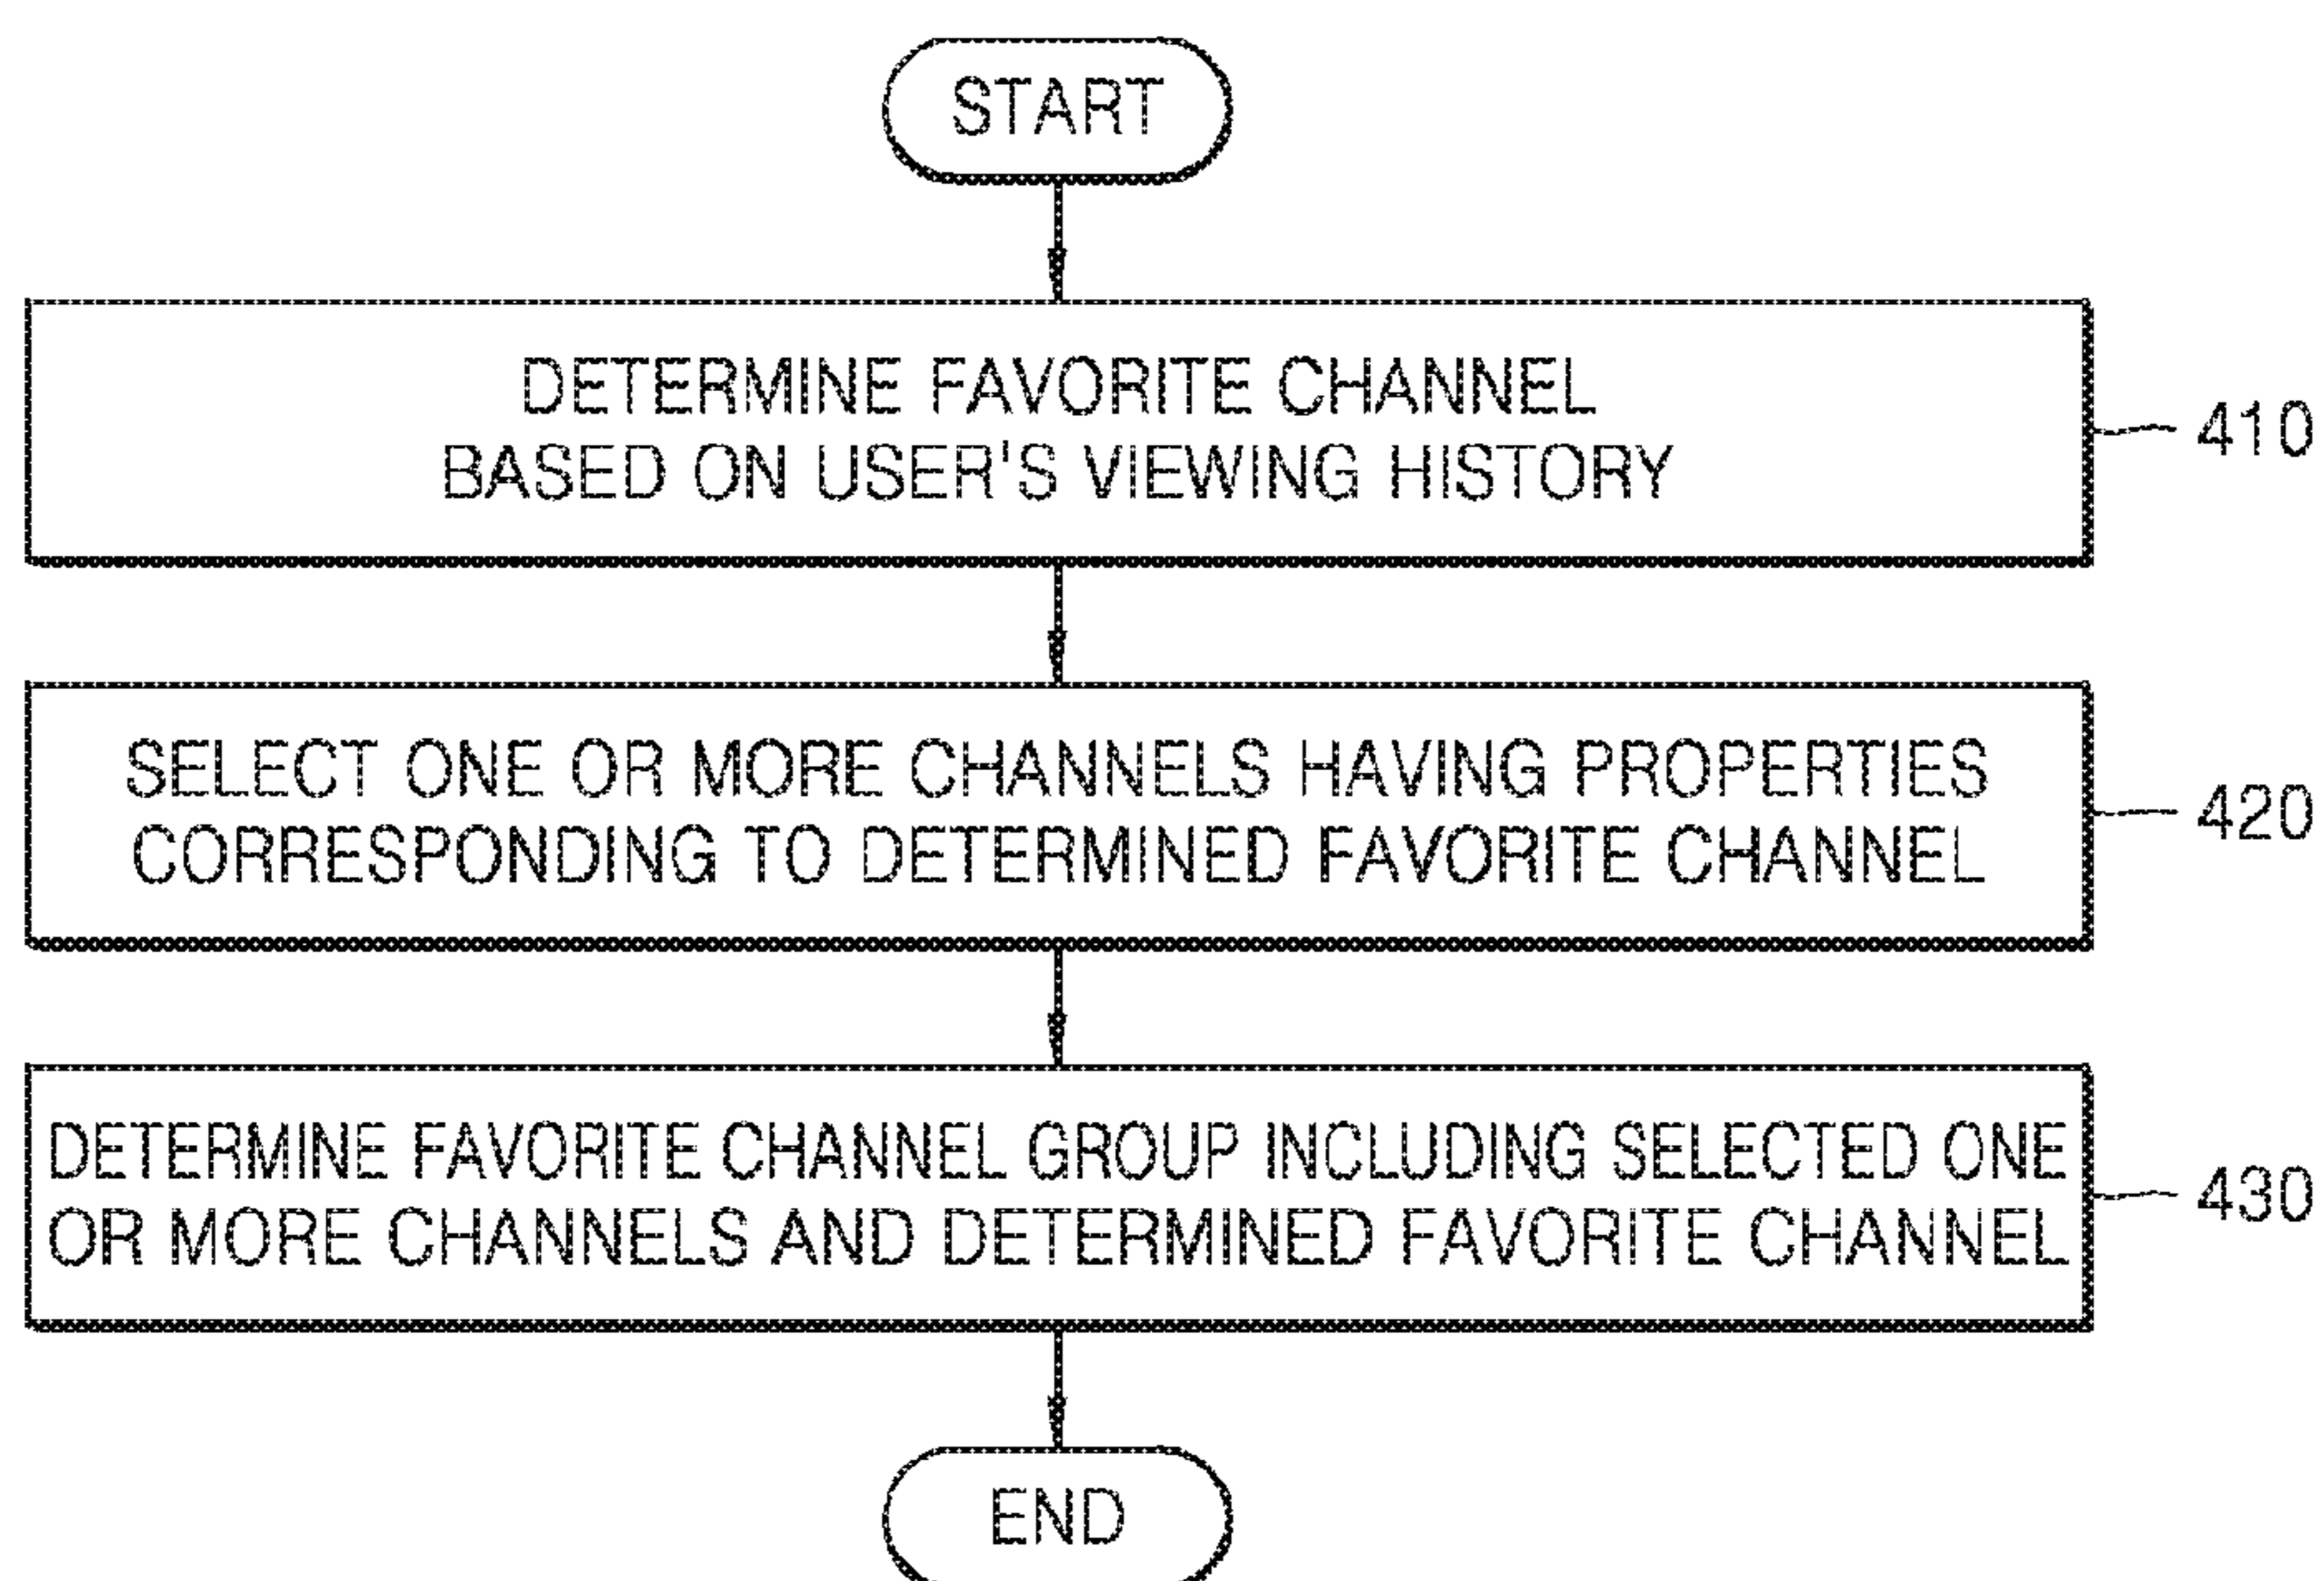 START
DETERMINE FAVORITE CHANNEL
BASED ON USER'S VIEWING HISTORY
410
SELECT ONE OR MORE CHANNELS HAVING PROPERTIES
CORRESPONDING TO DETERMINED FAVORITE CHANNEL
420
DETERMINE FAVORITE CHANNEL GROUP INCLUDING SELECTED ONE
OR MORE CHANNELS AND DETERMINED FAVORITE CHANNEL
430
END